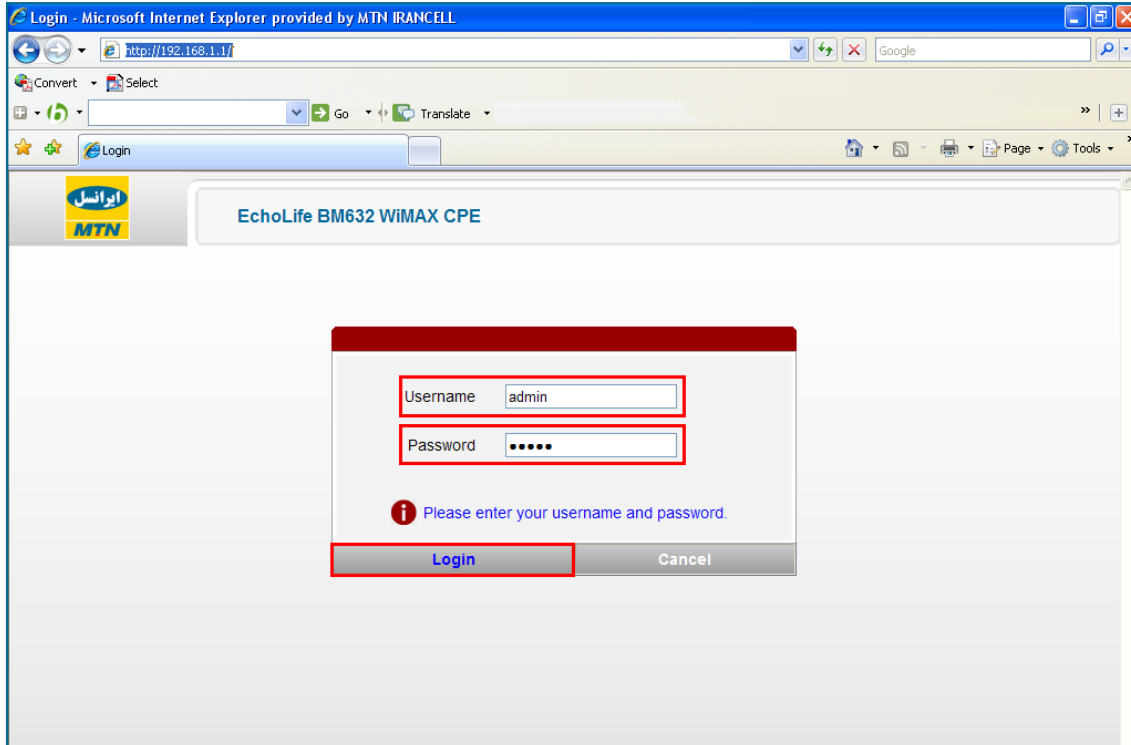 Login - Microsoft Internet Explorer provided by MTN IRANCELL
http://192.168.1.1/
Google
Convert Select
Go Translate
»
Login
Page Tools
ایرانسل
MTN
EchoLife BM632 WiMAX CPE
Username admin
Password •••••
Please enter your username and password.
Login Cancel